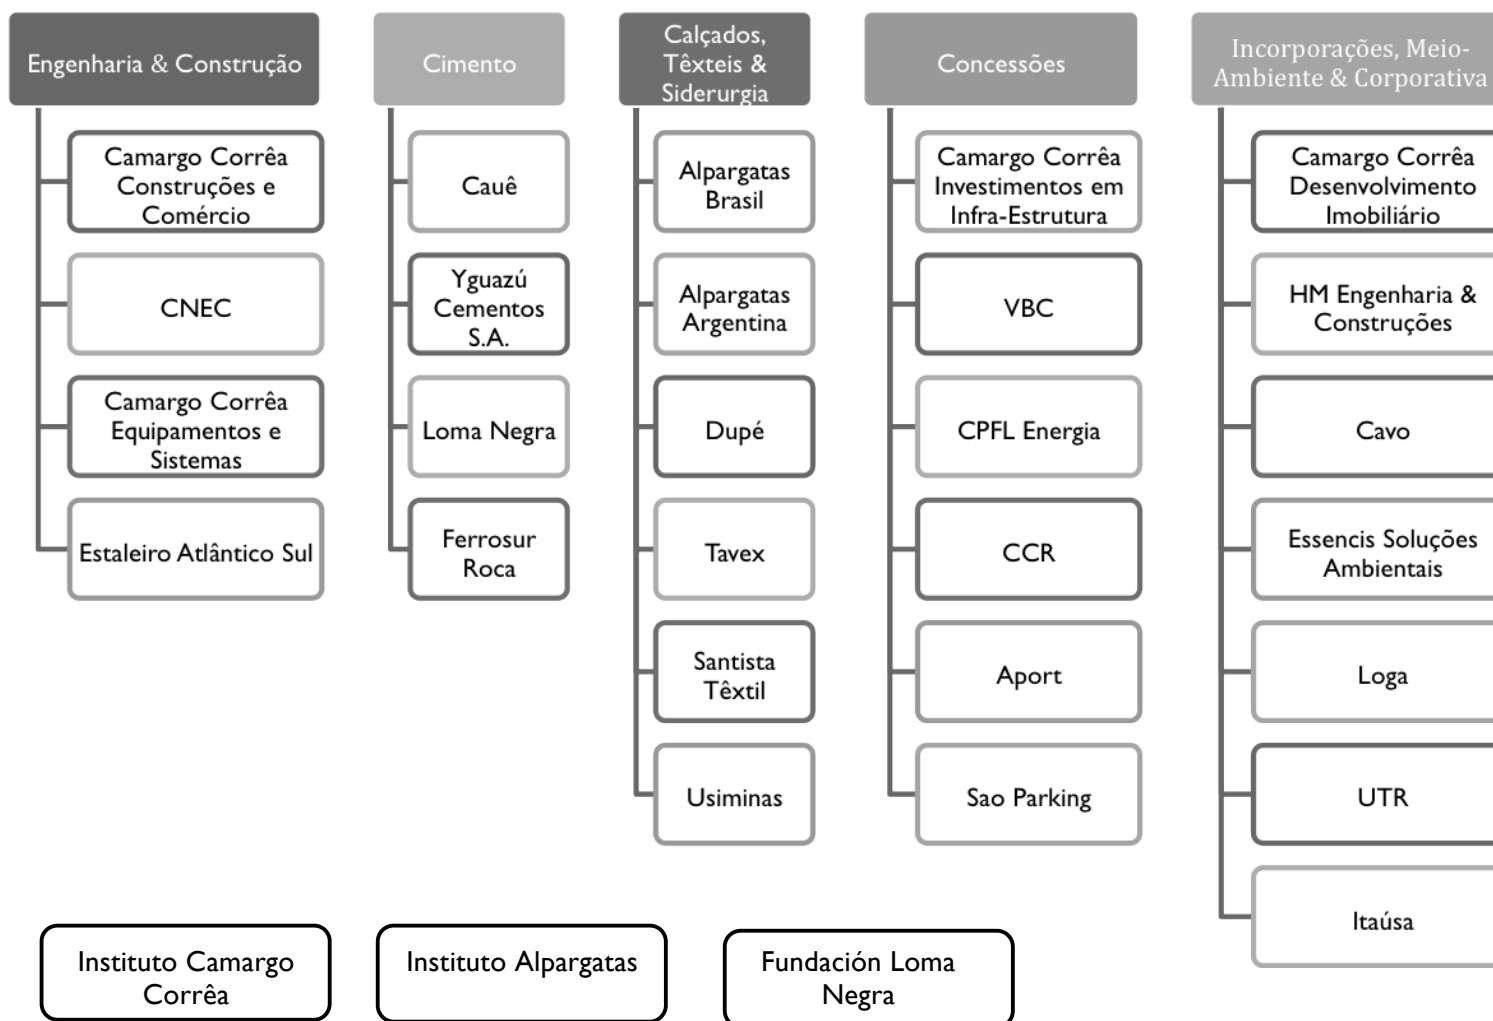 Engenharia & Construção
Camargo Corrêa
Construções e
Comércio
CNEC
Camargo Corrêa
Equipamentos e
Sistemas
Estaleiro Atlântico Sul
Cimento
Cauê
Yguazú
Cementos
S.A.
Loma Negra
Ferrosur
Roca
Calçados,
Têxteis &
Siderurgia
Alpargatas
Brasil
Alpargatas
Argentina
Dupé
Tavex
Santista
Têxtil
Usiminas
Concessões
Camargo Corrêa
Investimentos em
Infra-Estrutura
VBC
CPFL Energia
CCR
Aport
Sao Parking
Incorporações, Meio-
Ambiente & Corporativa
Camargo Corrêa
Desenvolvimento
Imobiliário
HM Engenharia &
Construções
Cavo
Essencis Soluções
Ambientais
Loga
UTR
Itaúsa
Instituto Camargo
Corrêa
Instituto Alpargatas
Fundación Loma
Negra